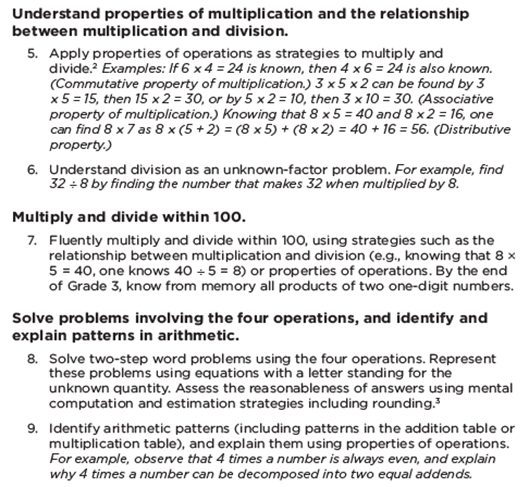 Understand properties of multiplication and the relationship
between multiplication and division.
5. Apply properties of operations as strategies to multiply and
divide.² Examples: If 6 x 4 = 24 is known, then 4 x 6 = 24 is also known.
(Commutative property of multiplication.) 3 x 5 x 2 can be found by 3
x 5 = 15, then 15 x 2 = 30, or by 5 x 2 = 10, then 3 x 10 = 30. (Associative
property of multiplication.) Knowing that 8 x 5 = 40 and 8 x 2 = 16, one
can find 8 x 7 as 8 x (5 + 2) = (8 x 5) + (8 x 2) = 40 + 16 = 56. (Distributive
property.)
6. Understand division as an unknown-factor problem. For example, find
32 ÷ 8 by finding the number that makes 32 when multiplied by 8.
Multiply and divide within 100.
7. Fluently multiply and divide within 100, using strategies such as the
relationship between multiplication and division (e.g., knowing that 8 ×
5 = 40, one knows 40 ÷ 5 = 8) or properties of operations. By the end
of Grade 3, know from memory all products of two one-digit numbers.
Solve problems involving the four operations, and identify and
explain patterns in arithmetic.
8. Solve two-step word problems using the four operations. Represent
these problems using equations with a letter standing for the
unknown quantity. Assess the reasonableness of answers using mental
computation and estimation strategies including rounding.³
9. Identify arithmetic patterns (including patterns in the addition table or
multiplication table), and explain them using properties of operations.
For example, observe that 4 times a number is always even, and explain
why 4 times a number can be decomposed into two equal addends.